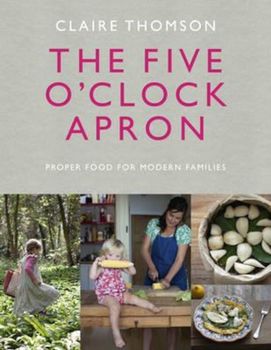 CLAIRE THOMSON
THE FIVE
O'CLOCK
APRON
PROPER FOOD FOR MODERN FAMILIES